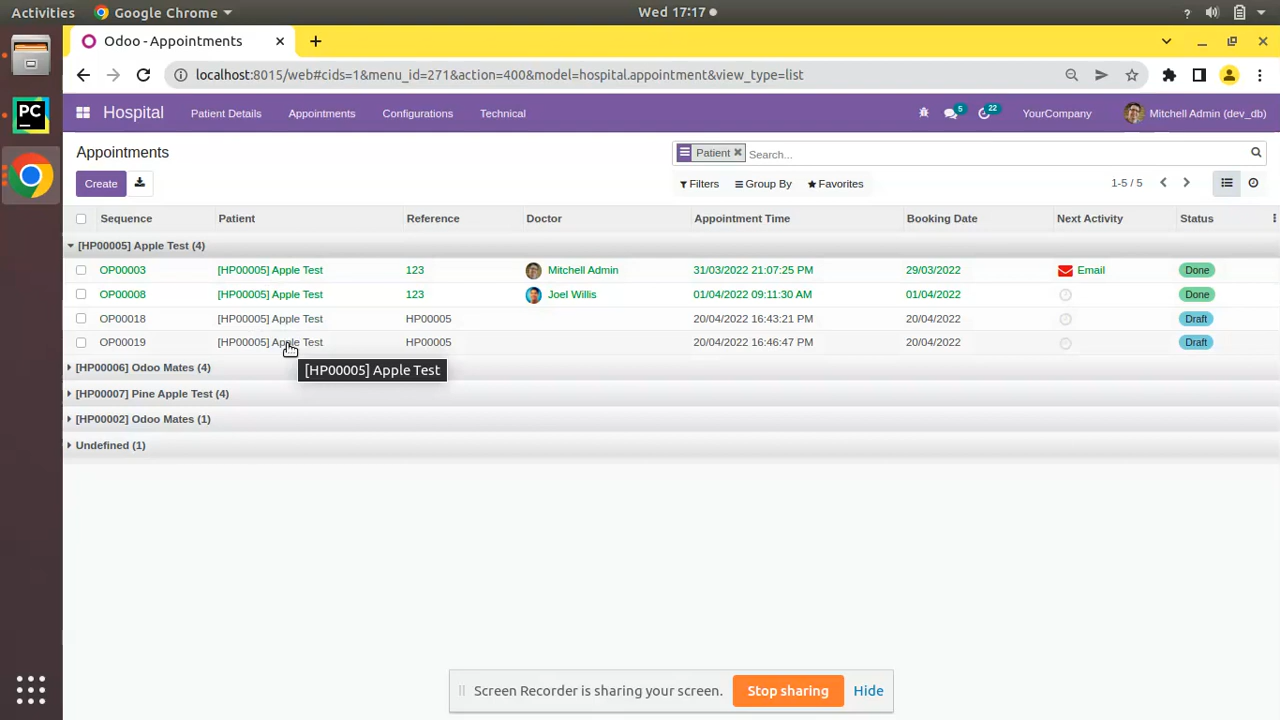 Activities Google Chrome Wed 17:17
Odoo - Appointments
localhost:8015/web#cids=1&menu_id=271&action=400&model=hospital.appointment&view_type=list
Hospital Patient Details Appointments Configurations Technical 5 22 YourCompany Mitchell Admin (dev_db)
Appointments Patient Search...
Create Filters Group By Favorites 1-5 / 5
Sequence Patient Reference Doctor Appointment Time Booking Date Next Activity Status
[HP00005] Apple Test (4)
OP00003 [HP00005] Apple Test 123 Mitchell Admin 31/03/2022 21:07:25 PM 29/03/2022 Email Done
OP00008 [HP00005] Apple Test 123 Joel Willis 01/04/2022 09:11:30 AM 01/04/2022 Done
OP00018 [HP00005] Apple Test HP00005 20/04/2022 16:43:21 PM 20/04/2022 Draft
OP00019 [HP00005] Apple Test HP00005 20/04/2022 16:46:47 PM 20/04/2022 Draft
[HP00006] Odoo Mates (4)
[HP00005] Apple Test
[HP00007] Pine Apple Test (4)
[HP00002] Odoo Mates (1)
Undefined (1)
Screen Recorder is sharing your screen. Stop sharing Hide
PC